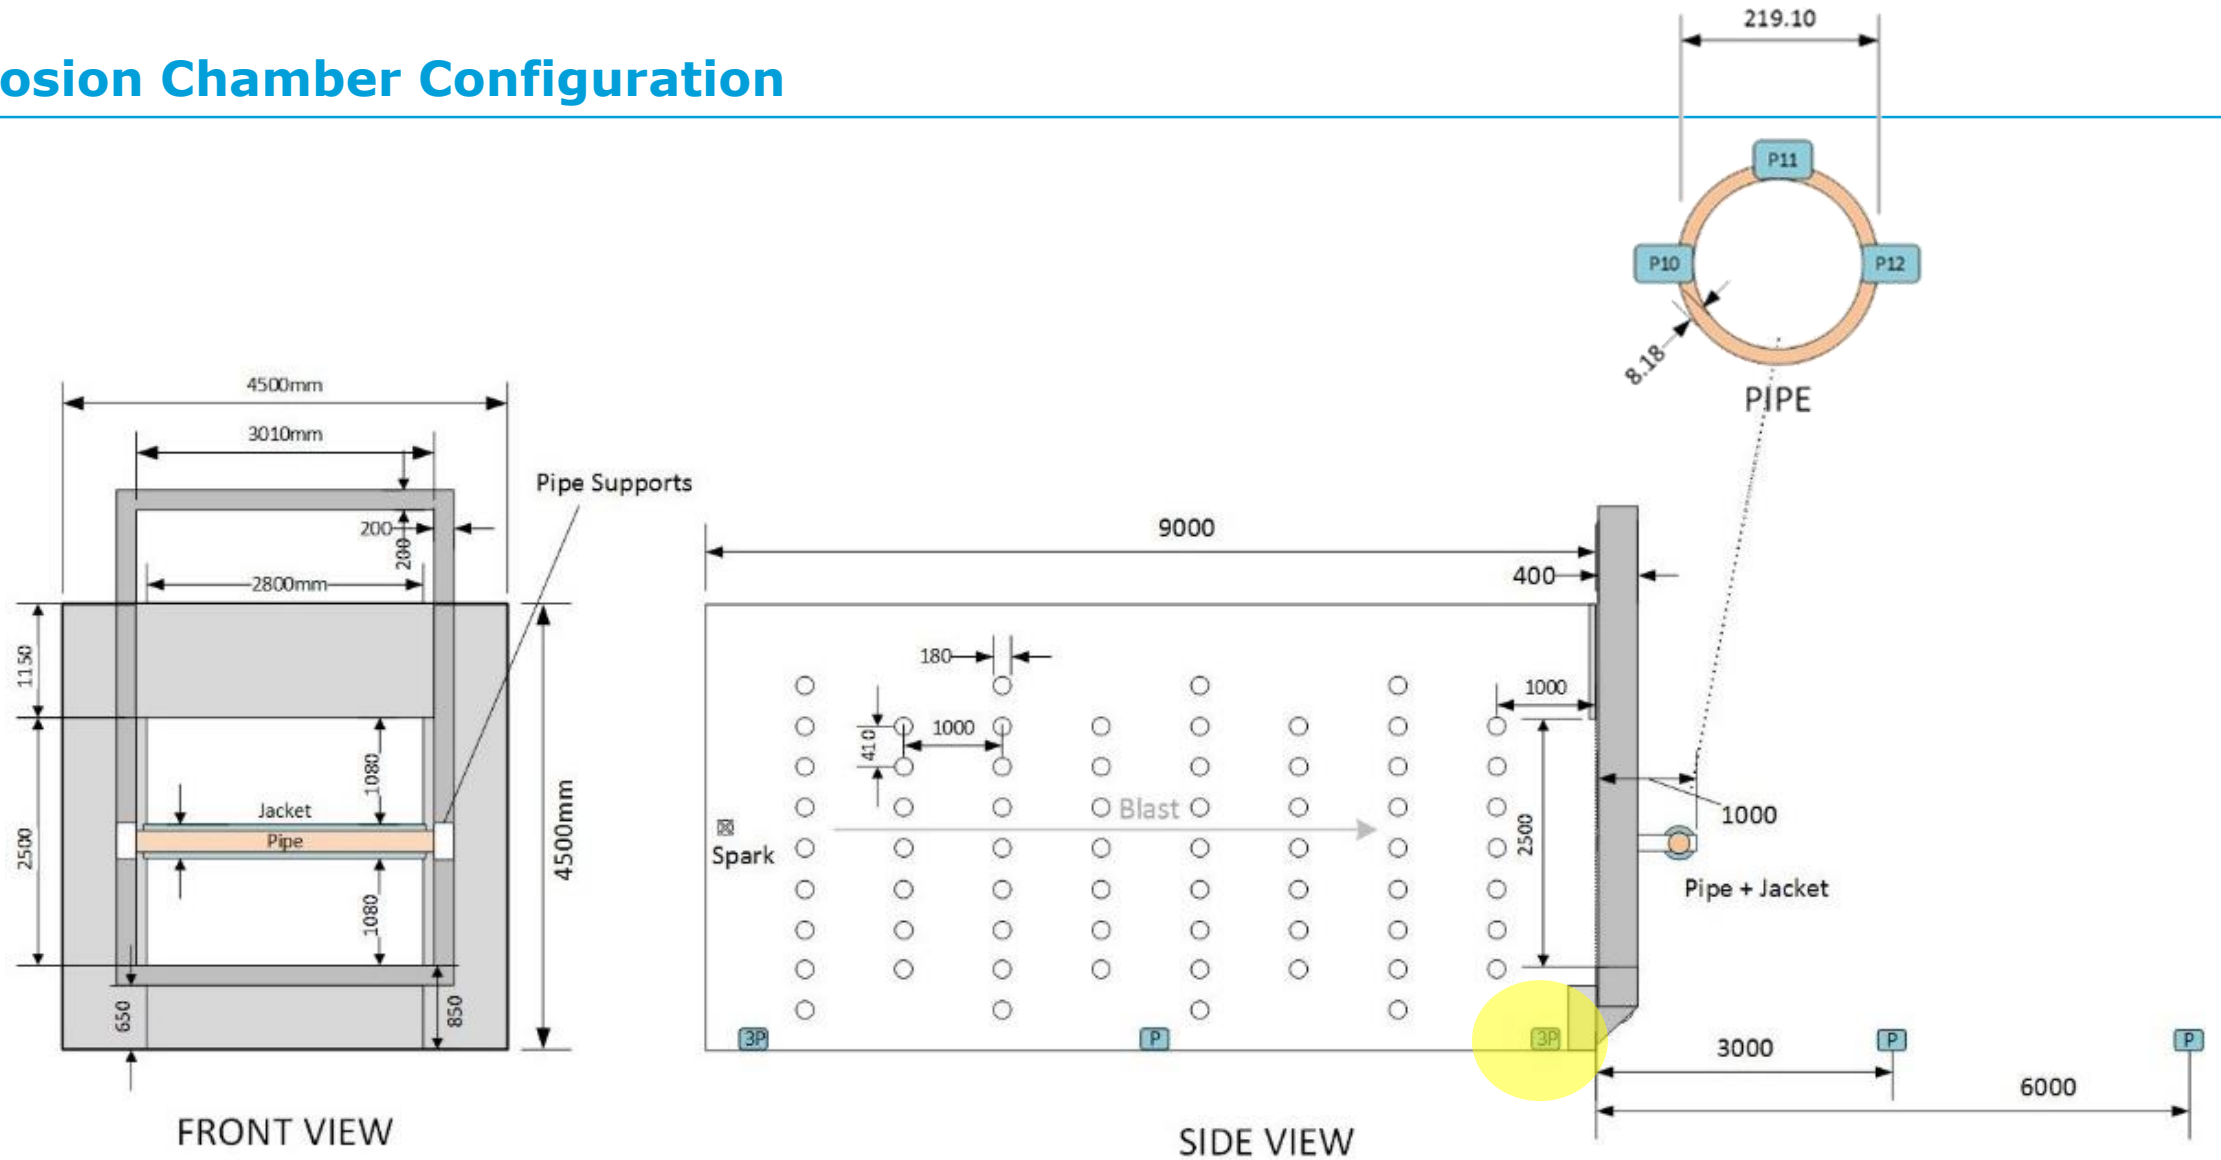 osion Chamber Configuration
219.10
P11
P10
P12
8.18
PIPE
4500mm
3010mm
Pipe Supports
200
200
2800mm
1150
2500
1080
Jacket
Pipe
1080
650
850
4500mm
FRONT VIEW
9000
400
180
1000
410
1000
Blast
Spark
2500
1000
Pipe + Jacket
3P
P
3P
P
P
3000
6000
SIDE VIEW